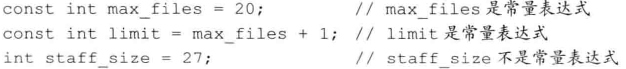 const int max_files = 20; // max_files 是常量表达式
const int limit = max_files + 1; // limit 是常量表达式
int staff_size = 27; // staff_size 不是常量表达式